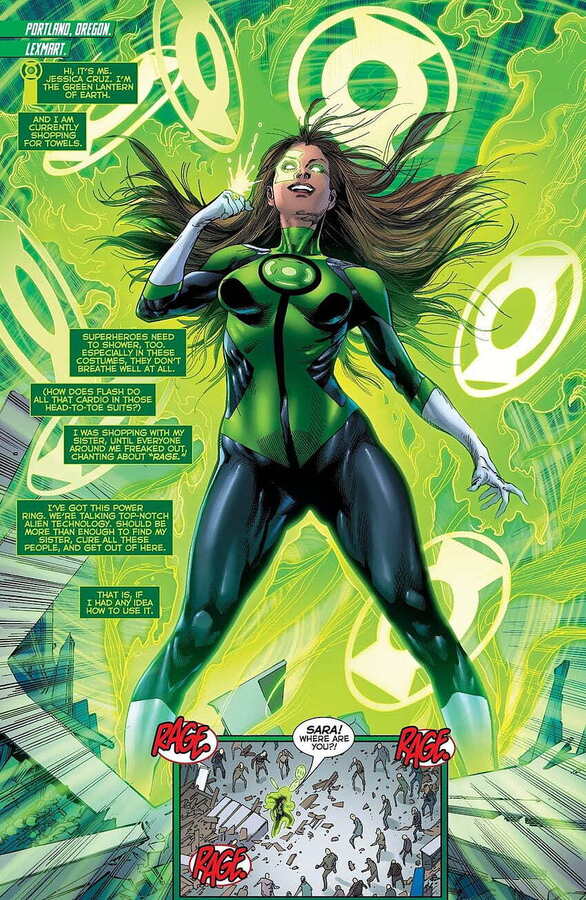 PORTLAND, OREGON.
LEXMART.
HI, IT'S ME.
JESSICA CRUZ. I'M
THE GREEN LANTERN
OF EARTH.
AND I AM
CURRENTLY
SHOPPING
FOR TOWELS.
SUPERHEROES NEED
TO SHOWER, TOO.
ESPECIALLY IN THESE
COSTUMES, THEY DON'T
BREATHE WELL AT ALL.
(HOW DOES FLASH DO
ALL THAT CARDIO IN THOSE
HEAD-TO-TOE SUITS?)
I WAS SHOPPING WITH MY
SISTER, UNTIL EVERYONE
AROUND ME FREAKED OUT,
CHANTING ABOUT "RAGE."
I'VE GOT THIS POWER
RING. WE'RE TALKING TOP-NOTCH
ALIEN TECHNOLOGY. SHOULD BE
MORE THAN ENOUGH TO FIND MY
SISTER, CURE ALL THESE
PEOPLE, AND GET OUT OF HERE.
THAT IS, IF
I HAD ANY IDEA
HOW TO USE IT.
RAGE.
SARA!
WHERE ARE
YOU?!
RAGE.
RAGE.